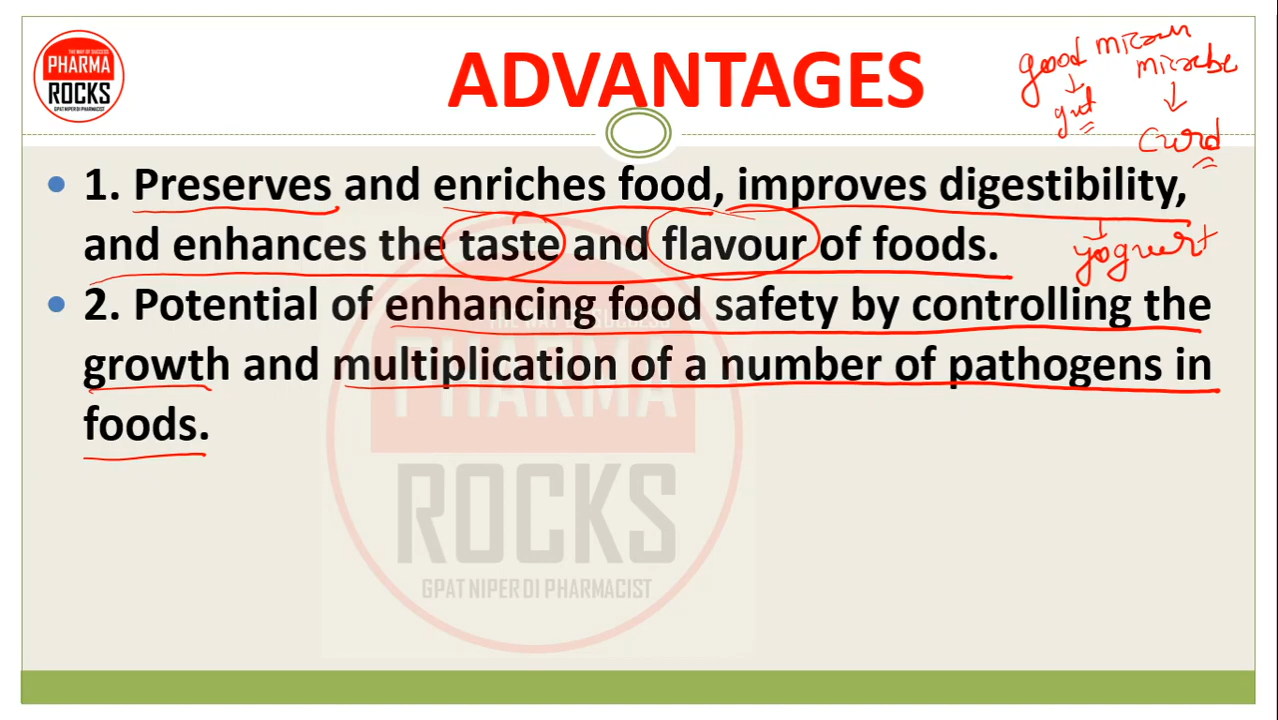 THE WAY OF SUCCESS
PHARMA
ROCKS
GPAT NIPER DI PHARMACIST
ADVANTAGES
good
microbe
gut
curd
• 1. Preserves and enriches food, improves digestibility,
and enhances the taste and flavour of foods.
yogurt
• 2. Potential of enhancing food safety by controlling the
growth and multiplication of a number of pathogens in
foods.
THE WAY OF SUCCESS
PHARMA
ROCKS
GPAT NIPER DI PHARMACIST